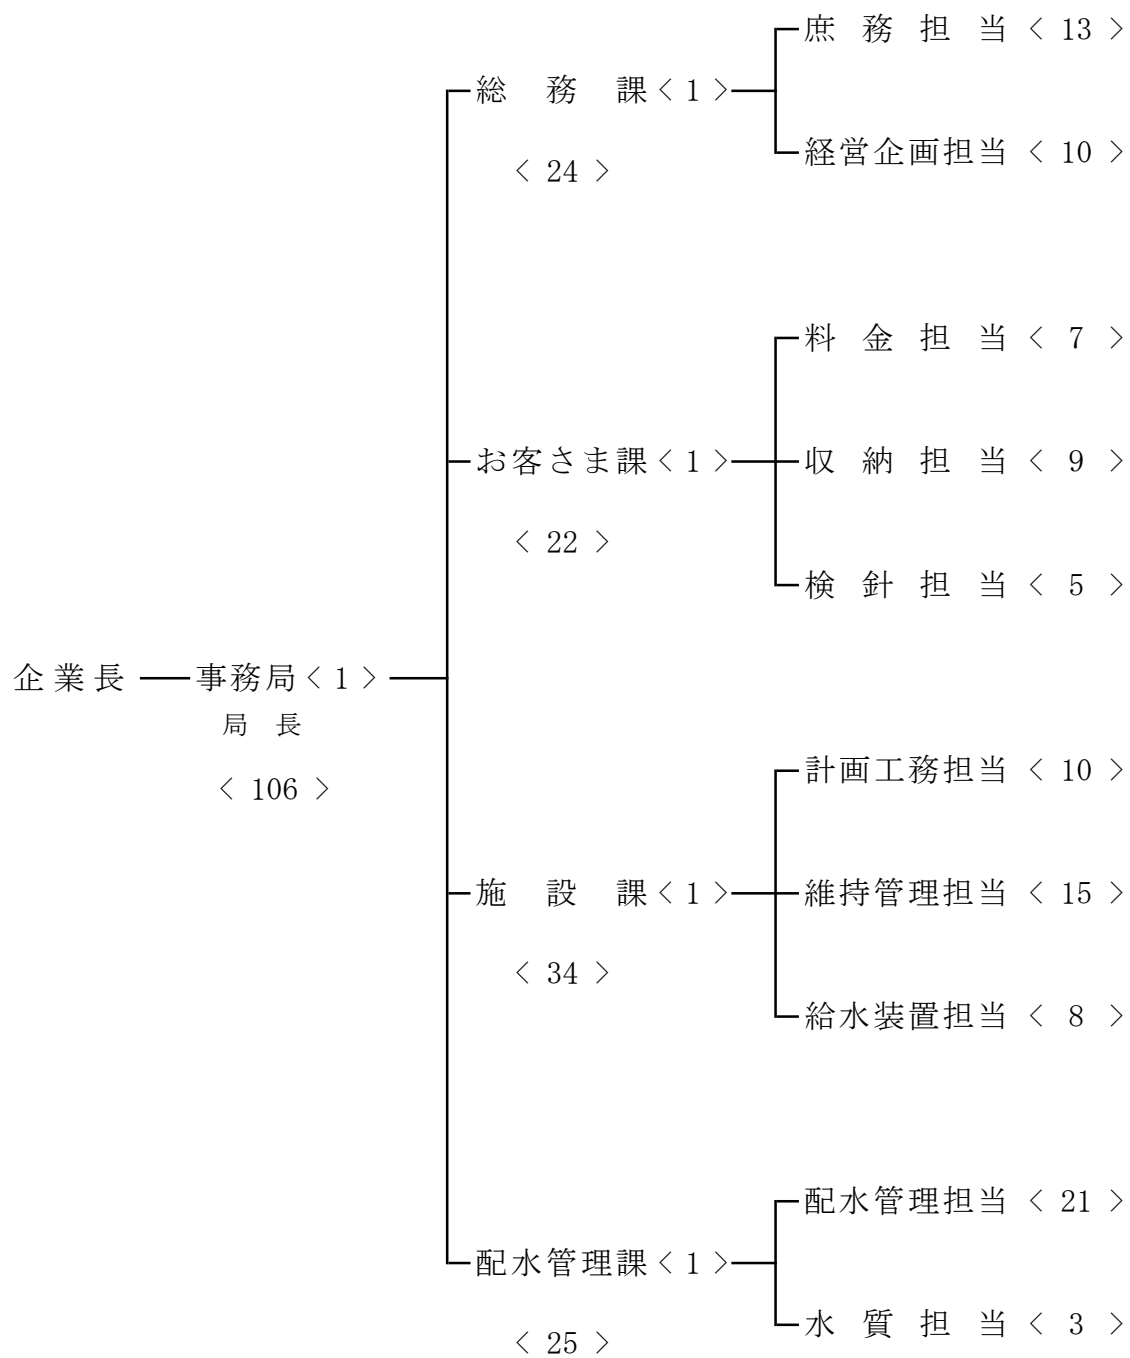 庶務担当〈 13 〉
総務課〈 1 〉
経営企画担当〈 10 〉
〈 24 〉
料金担当〈 7 〉
お客さま課〈 1 〉
収納担当〈 9 〉
〈 22 〉
検針担当〈 5 〉
企業長
事務局〈 1 〉
局長
〈 106 〉
計画工務担当〈 10 〉
施設課〈 1 〉
維持管理担当〈 15 〉
〈 34 〉
給水装置担当〈 8 〉
配水管理担当〈 21 〉
配水管理課〈 1 〉
水質担当〈 3 〉
〈 25 〉